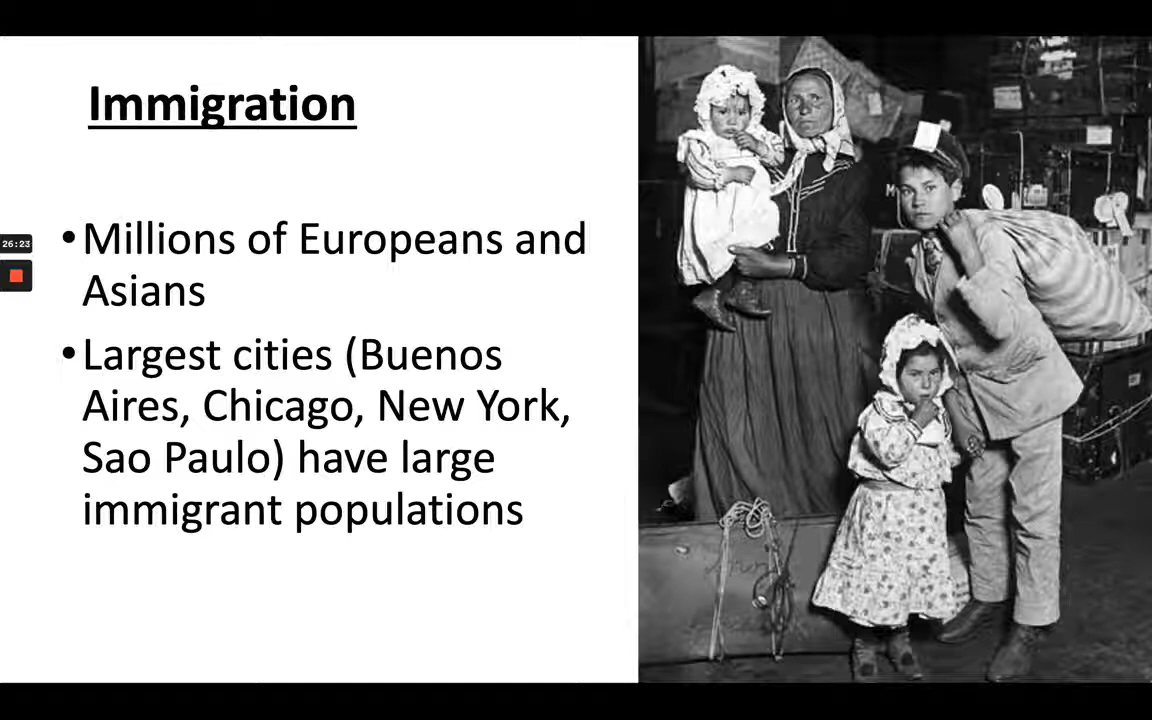 Immigration
26:23
•Millions of Europeans and
Asians
•Largest cities (Buenos
Aires, Chicago, New York,
Sao Paulo) have large
immigrant populations